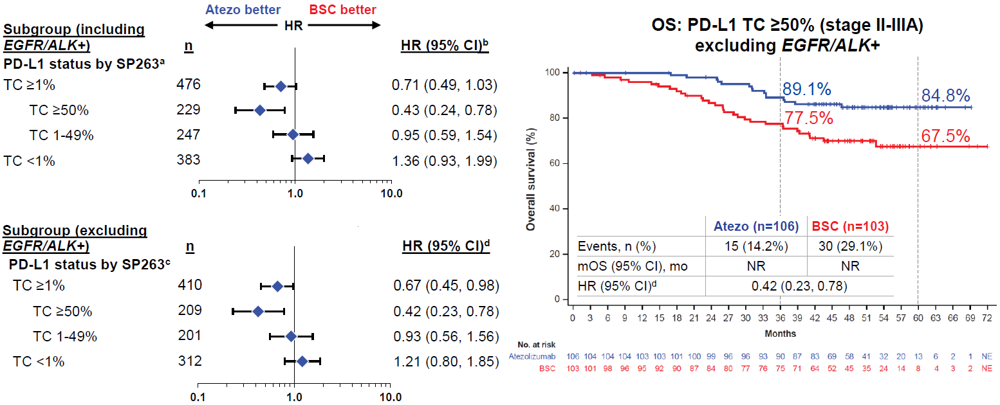 Atezo better BSC better
HR
Subgroup (including
EGFR/ALK+) n HR (95% CI)b
PD-L1 status by SP263a
TC ≥1% 476 0.71 (0.49, 1.03)
TC ≥50% 229 0.43 (0.24, 0.78)
TC 1-49% 247 0.95 (0.59, 1.54)
TC <1% 383 1.36 (0.93, 1.99)
0.1 1.0 10.0
Subgroup (excluding
EGFR/ALK+) n HR (95% CI)d
PD-L1 status by SP263c
TC ≥1% 410 0.67 (0.45, 0.98)
TC ≥50% 209 0.42 (0.23, 0.78)
TC 1-49% 201 0.93 (0.56, 1.56)
TC <1% 312 1.21 (0.80, 1.85)
0.1 1.0 10.0
OS: PD-L1 TC ≥50% (stage II-IIIA)
excluding EGFR/ALK+
Overall survival (%)
100
80
60
40
20
0
89.1%
77.5%
84.8%
67.5%
Atezo (n=106) BSC (n=103)
Events, n (%) 15 (14.2%) 30 (29.1%)
mOS (95% CI), mo NR NR
HR (95% CI)d 0.42 (0.23, 0.78)
0 3 6 9 12 15 18 21 24 27 30 33 36 39 42 45 48 51 54 57 60 63 66 69 72
Months
No. at risk
Atezolizumab 106 104 104 104 103 103 101 100 99 96 96 93 90 87 83 69 58 41 32 20 13 6 2 1 NE
BSC 103 101 98 96 95 92 90 87 84 80 77 76 75 71 64 52 45 35 24 14 8 4 3 2 NE